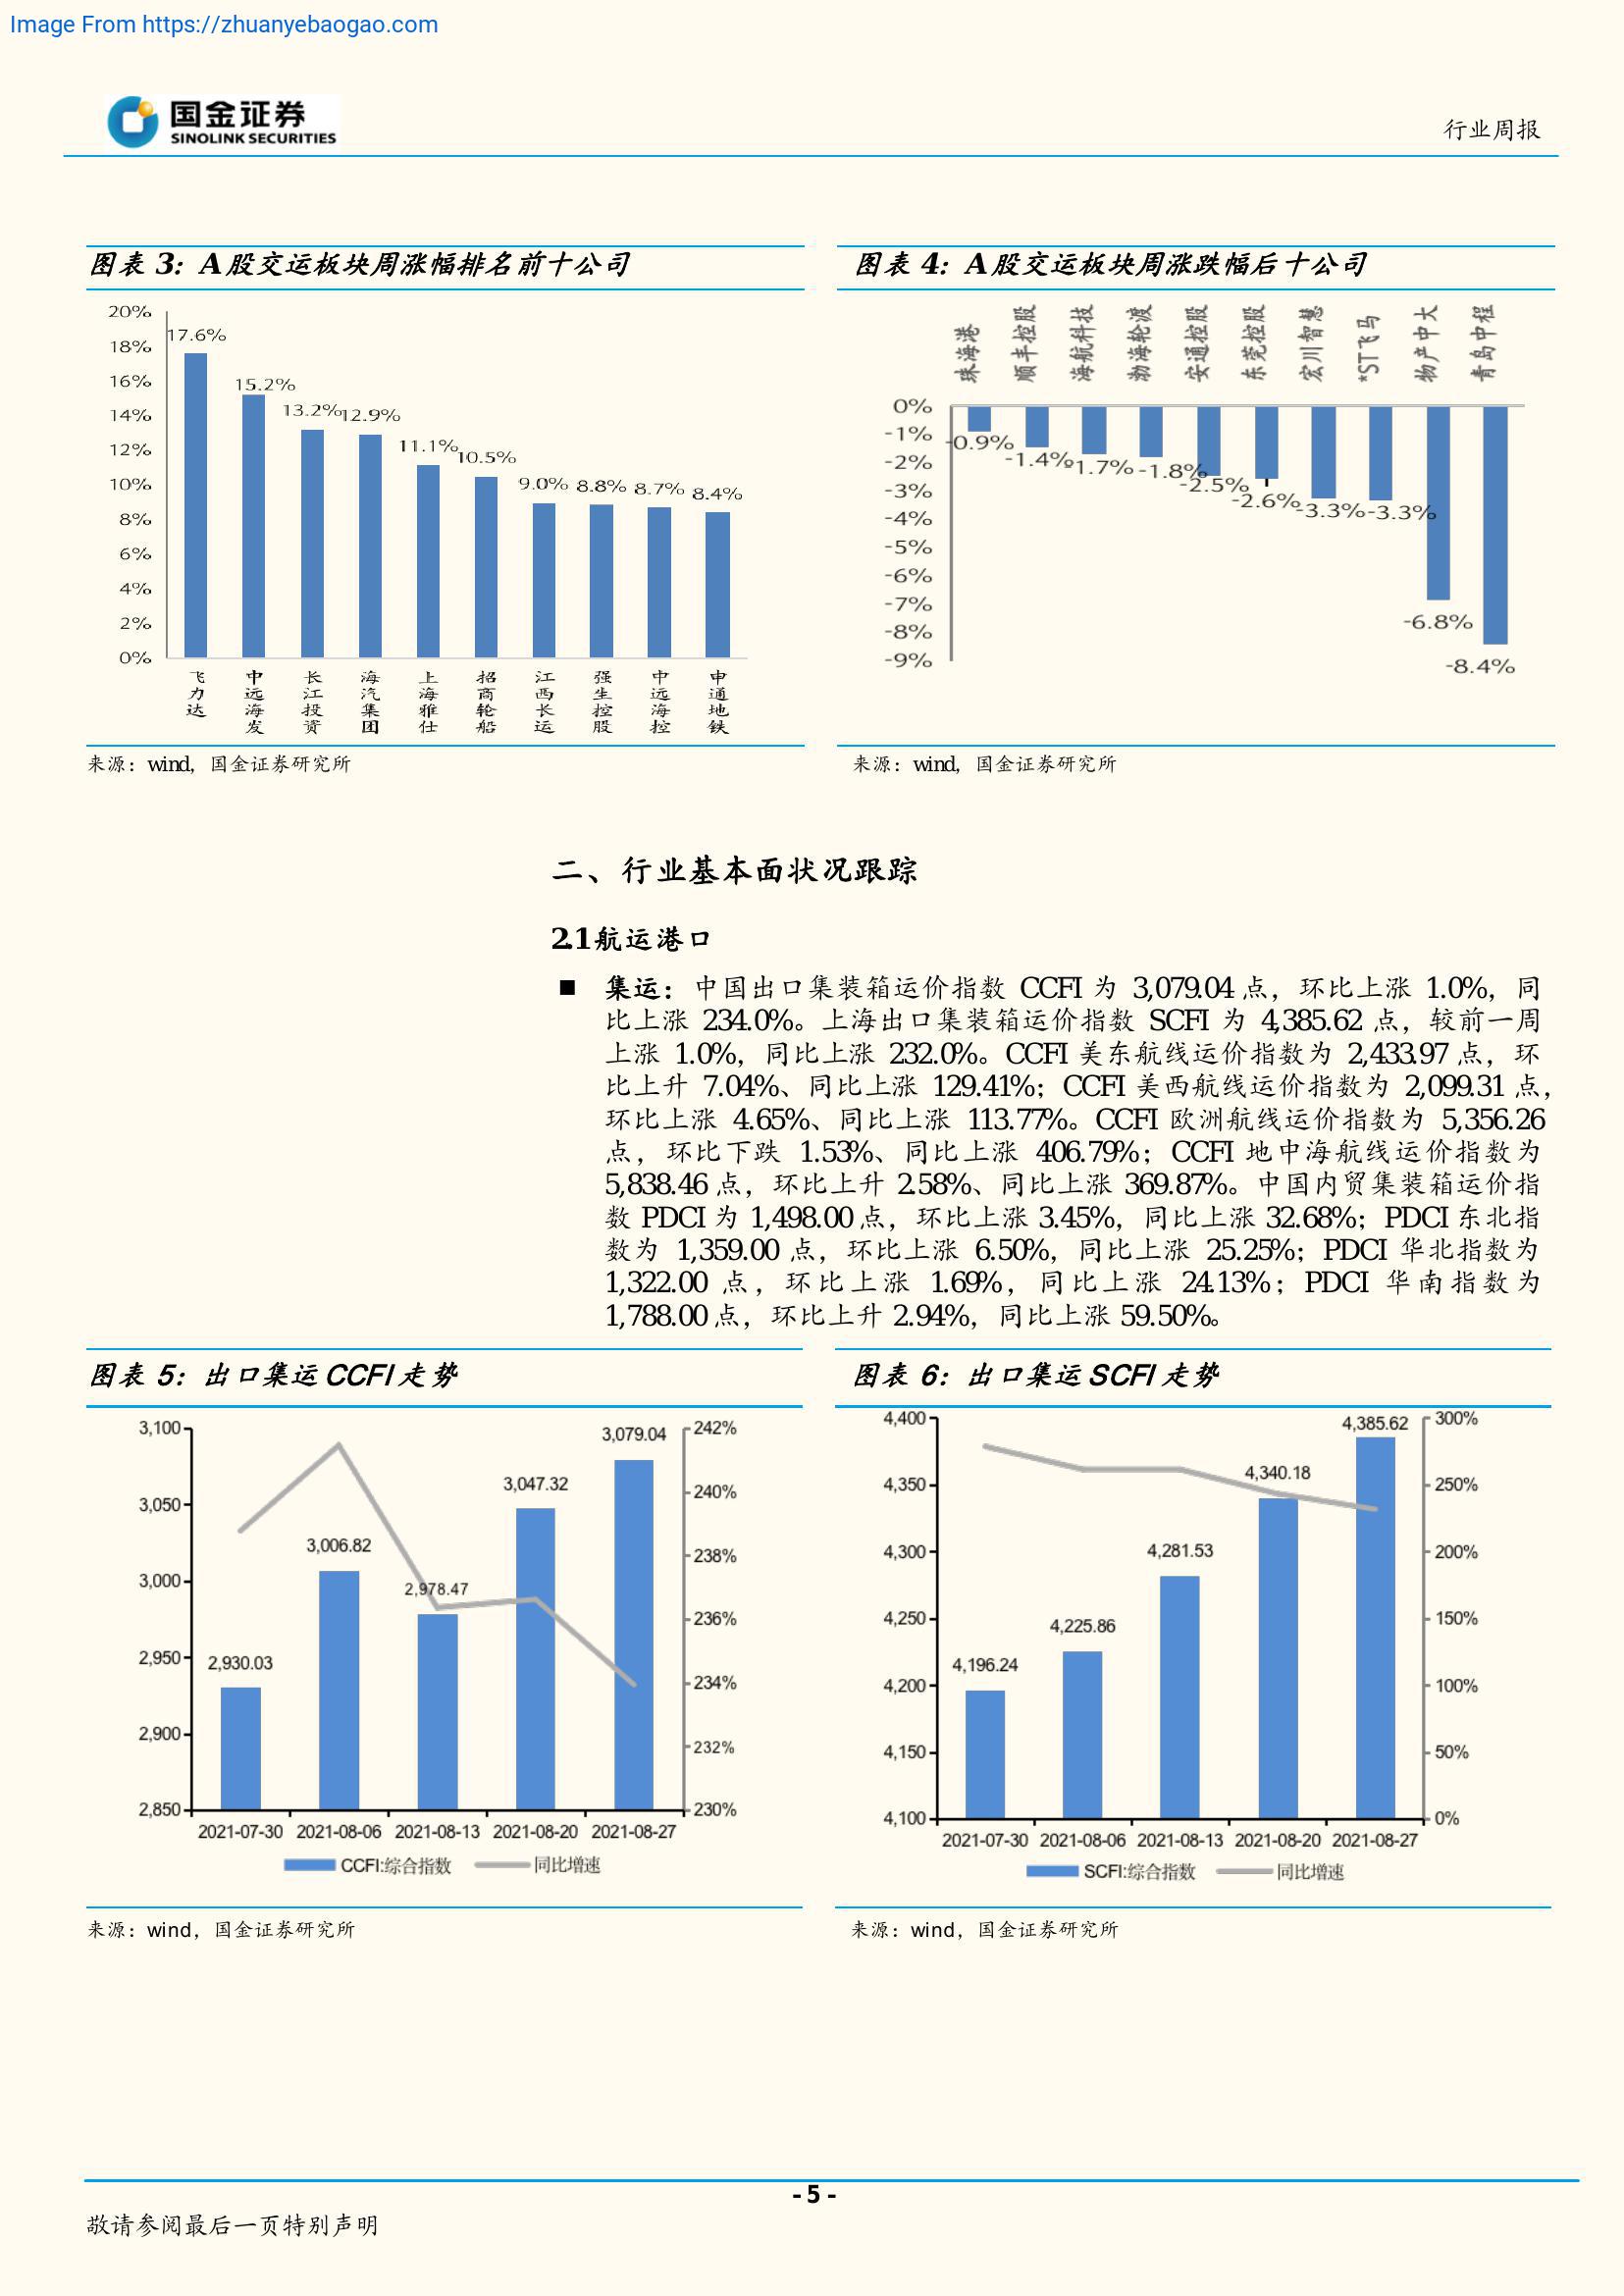 Image From https://zhuanyebaogao.com
国金证券
SINOLINK SECURITIES
行业周报
图表 3：A股交运板块周涨幅排名前十公司
20%
18%
16%
14%
12%
10%
8%
6%
4%
2%
0%
17.6%
15.2%
13.2%
12.9%
11.1%
10.5%
9.0%
8.8%
8.7%
8.4%
飞力达
中远海发
长江投资
海汽集团
上海雅仕
招商轮船
江西长运
强生控股
中远海控
申通地铁
来源：wind，国金证券研究所
图表 4：A股交运板块周涨跌幅后十公司
珠海港
顺丰控股
海航科技
渤海轮渡
安通控股
东莞控股
宏川智慧
*ST飞马
物产中大
青岛中程
0%
-1%
-2%
-3%
-4%
-5%
-6%
-7%
-8%
-9%
-0.9%
-1.4%
-1.7%
-1.8%
-2.5%
-2.6%
-3.3%
-3.3%
-6.8%
-8.4%
来源：wind，国金证券研究所
二、行业基本面状况跟踪
2.1航运港口
■ 集运：中国出口集装箱运价指数 CCFI 为 3,079.04 点，环比上涨 1.0%，同
比上涨 234.0%。上海出口集装箱运价指数 SCFI 为 4,385.62 点，较前一周
上涨 1.0%，同比上涨 232.0%。CCFI 美东航线运价指数为 2,433.97 点，环
比上升 7.04%、同比上涨 129.41%；CCFI 美西航线运价指数为 2,099.31 点，
环比上涨 4.65%、同比上涨 113.77%。CCFI 欧洲航线运价指数为 5,356.26
点，环比下跌 1.53%、同比上涨 406.79%；CCFI 地中海航线运价指数为
5,838.46 点，环比上升 2.58%、同比上涨 369.87%。中国内贸集装箱运价指
数 PDCI 为 1,498.00 点，环比上涨 3.45%，同比上涨 32.68%；PDCI 东北指
数为 1,359.00 点，环比上涨 6.50%，同比上涨 25.25%；PDCI 华北指数为
1,322.00 点，环比上涨 1.69%，同比上涨 24.13%；PDCI 华南指数为
1,788.00 点，环比上升 2.94%，同比上涨 59.50%。
图表 5：出口集运 CCFI 走势
3,100
3,050
3,000
2,950
2,900
2,850
2,930.03
3,006.82
2,978.47
3,047.32
3,079.04
242%
240%
238%
236%
234%
232%
230%
2021-07-30 2021-08-06 2021-08-13 2021-08-20 2021-08-27
CCFI:综合指数 同比增速
来源：wind，国金证券研究所
图表 6：出口集运 SCFI 走势
4,400
4,350
4,300
4,250
4,200
4,150
4,100
4,196.24
4,225.86
4,281.53
4,340.18
4,385.62
300%
250%
200%
150%
100%
50%
0%
2021-07-30 2021-08-06 2021-08-13 2021-08-20 2021-08-27
SCFI:综合指数 同比增速
来源：wind，国金证券研究所
- 5 -
敬请参阅最后一页特别声明